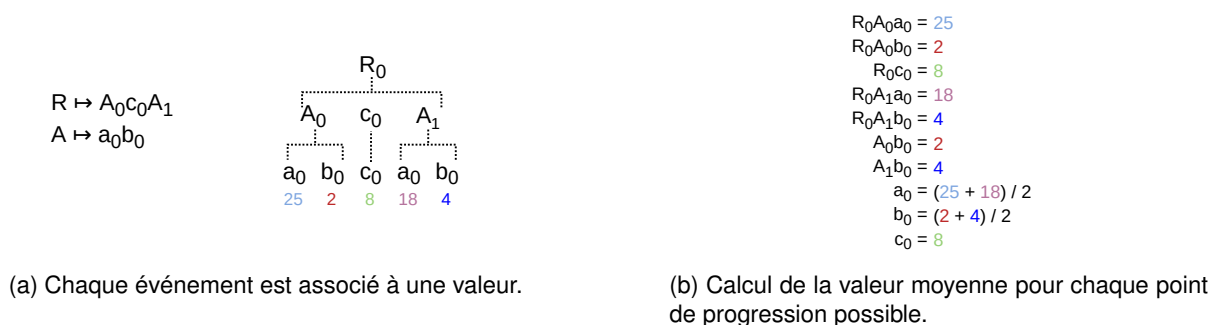 R ↦ A₀c₀A₁
A ↦ a₀b₀
R₀
A₀ c₀ A₁
a₀ b₀ c₀ a₀ b₀
25 2 8 18 4
(a) Chaque événement est associé à une valeur.
R₀A₀a₀ = 25
R₀A₀b₀ = 2
R₀c₀ = 8
R₀A₁a₀ = 18
R₀A₁b₀ = 4
A₀b₀ = 2
A₁b₀ = 4
a₀ = (25 + 18) / 2
b₀ = (2 + 4) / 2
c₀ = 8
(b) Calcul de la valeur moyenne pour chaque point
de progression possible.